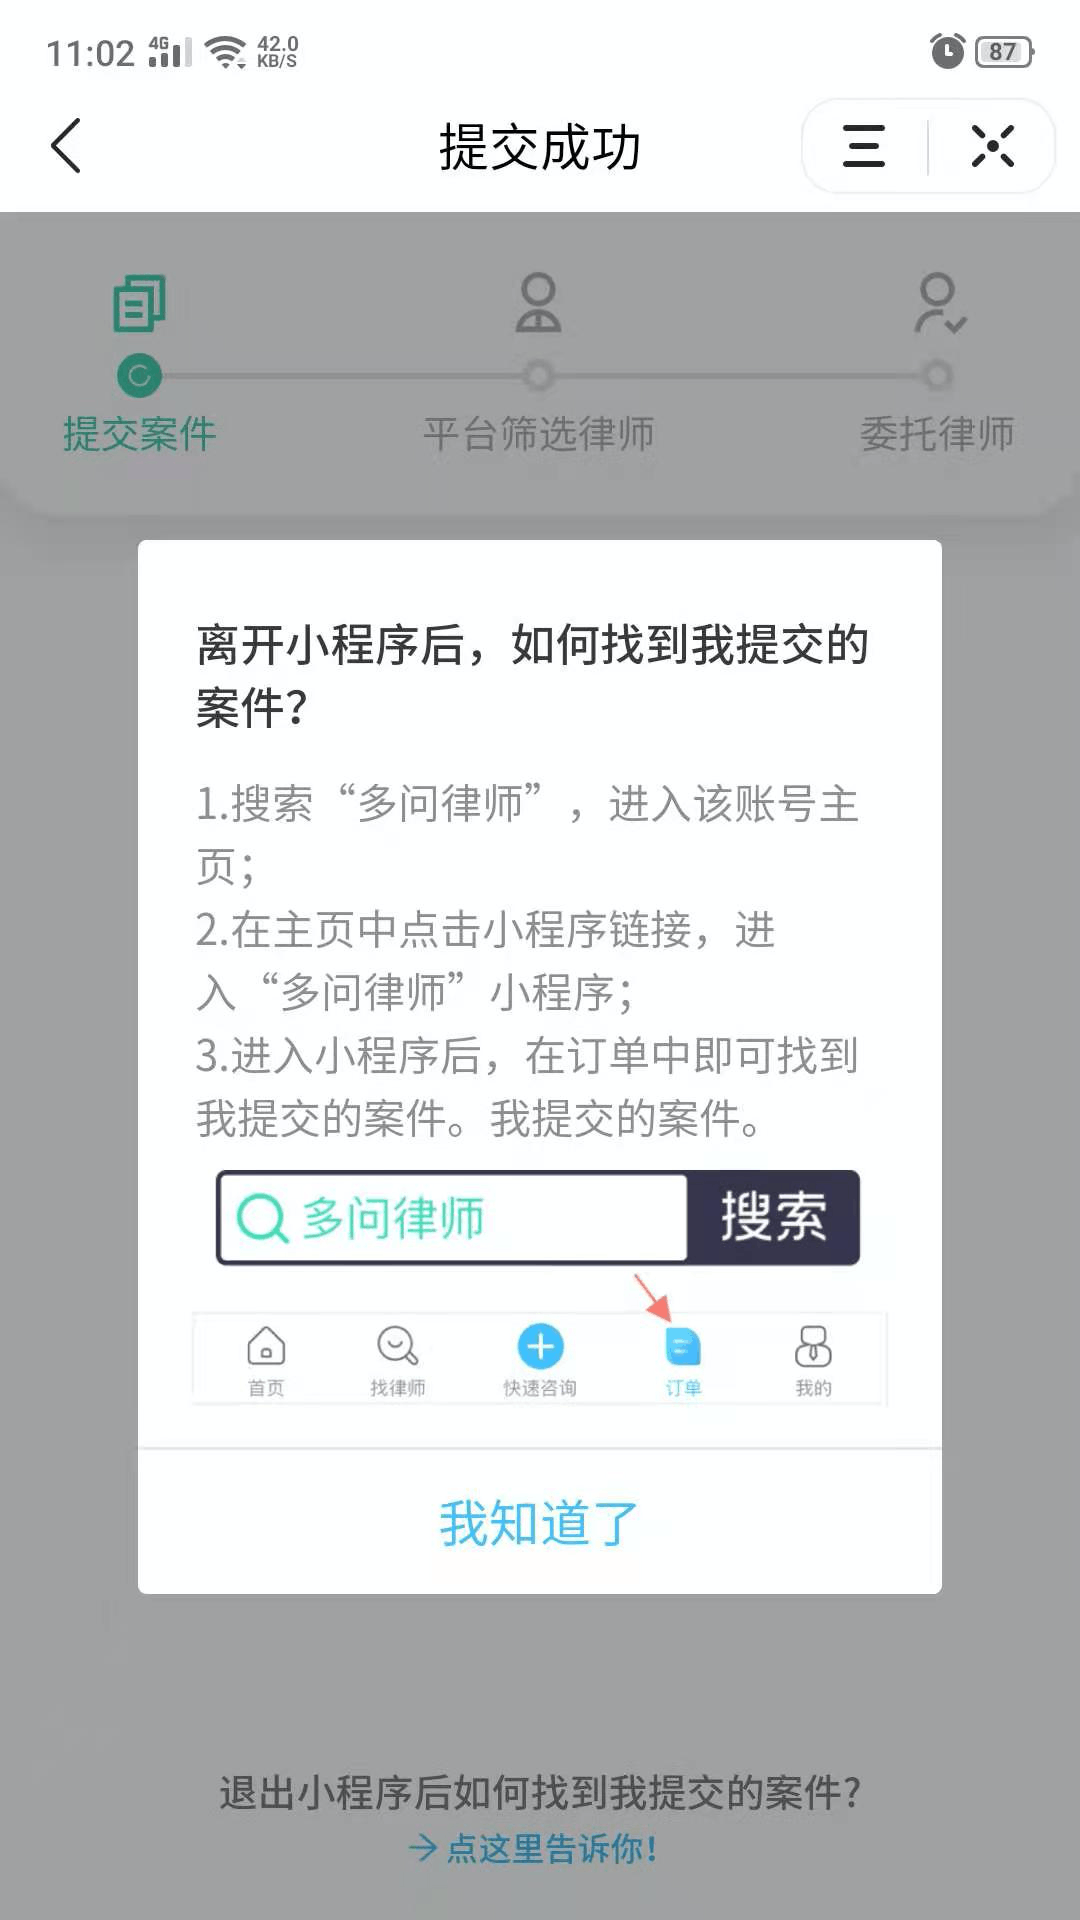 11:02 4G 42.0 KB/S 87
提交成功
提交案件 平台筛选律师 委托律师
离开小程序后，如何找到我提交的
案件？
1.搜索“多问律师”，进入该账号主
页；
2.在主页中点击小程序链接，进
入“多问律师”小程序；
3.进入小程序后，在订单中即可找到
我提交的案件。我提交的案件。
多问律师 搜索
首页 找律师 快速咨询 订单 我的
我知道了
退出小程序后如何找到我提交的案件?
→点这里告诉你！